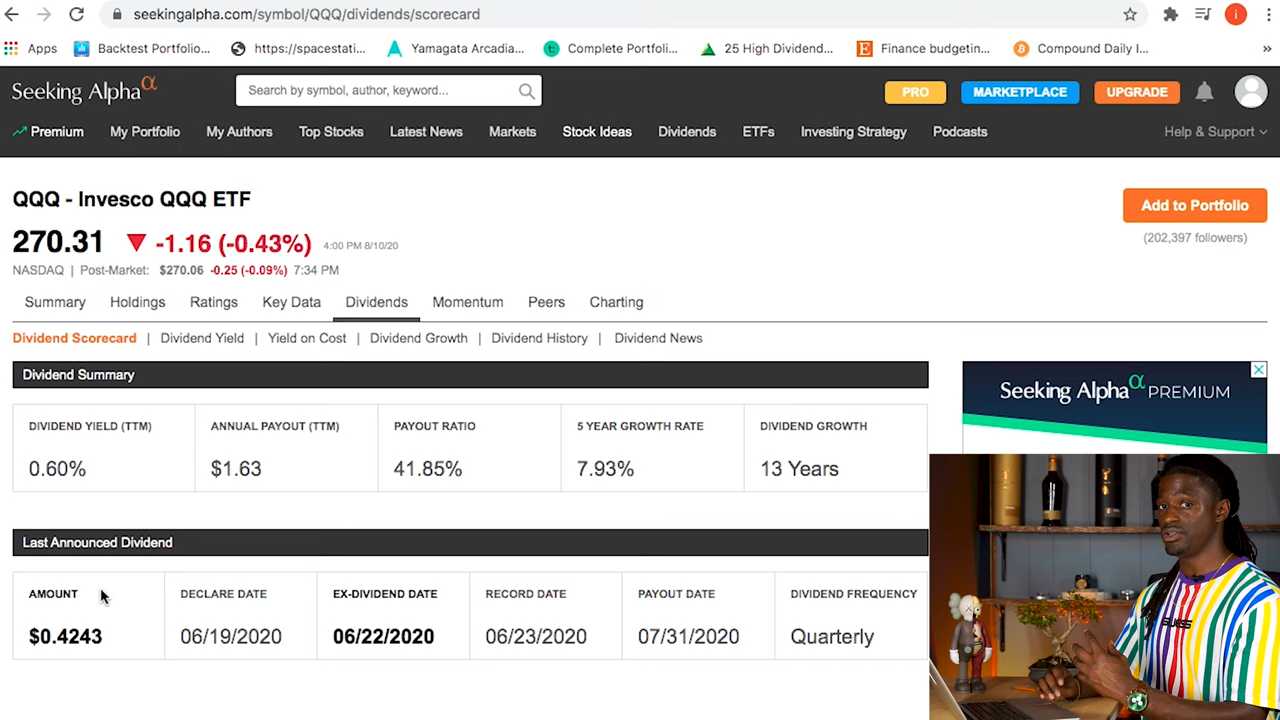 seekingalpha.com/symbol/QQQ/dividends/scorecard
i
Apps
Backtest Portfolio...
https://spacestati...
Yamagata Arcadia...
Complete Portfoli...
25 High Dividend...
Finance budgetin...
Compound Daily I...
»
Seeking Alpha α
Search by symbol, author, keyword...
PRO
MARKETPLACE
UPGRADE
Premium
My Portfolio
My Authors
Top Stocks
Latest News
Markets
Stock Ideas
Dividends
ETFs
Investing Strategy
Podcasts
Help & Support
QQQ - Invesco QQQ ETF
Add to Portfolio
270.31 ▼ -1.16 (-0.43%) 4:00 PM 8/10/20
(202,397 followers)
NASDAQ | Post-Market: $270.06 -0.25 (-0.09%) 7:34 PM
Summary
Holdings
Ratings
Key Data
Dividends
Momentum
Peers
Charting
Dividend Scorecard | Dividend Yield | Yield on Cost | Dividend Growth | Dividend History | Dividend News
Dividend Summary
DIVIDEND YIELD (TTM)
0.60%
ANNUAL PAYOUT (TTM)
$1.63
PAYOUT RATIO
41.85%
5 YEAR GROWTH RATE
7.93%
DIVIDEND GROWTH
13 Years
Seeking Alpha α PREMIUM
Last Announced Dividend
AMOUNT
$0.4243
DECLARE DATE
06/19/2020
EX-DIVIDEND DATE
06/22/2020
RECORD DATE
06/23/2020
PAYOUT DATE
07/31/2020
DIVIDEND FREQUENCY
Quarterly
GUESS